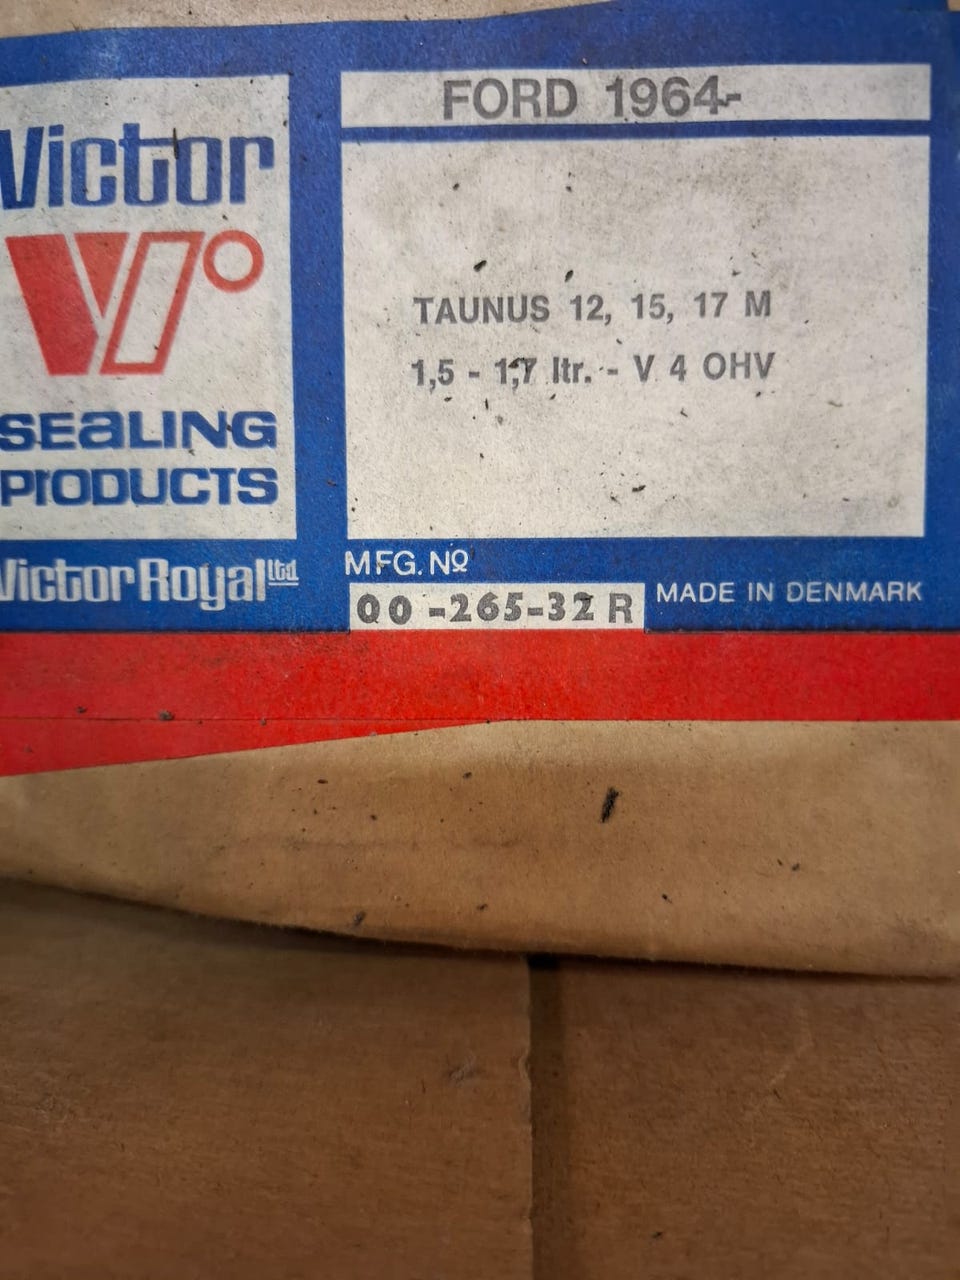 Victor
SEALING
PRODUCTS
Victor Royal ltd
FORD 1964-
TAUNUS 12, 15, 17 M
1,5 - 1,7 ltr. - V 4 OHV
MFG. Nº
00 -265-32 R
MADE IN DENMARK